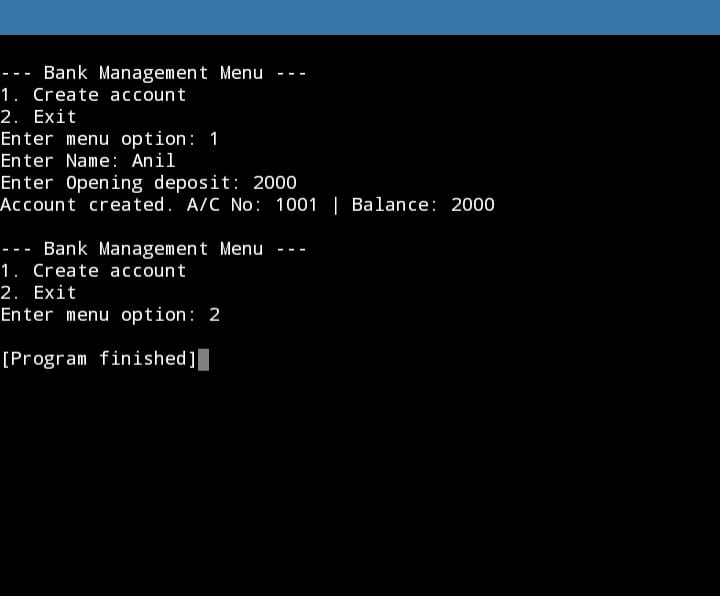 --- Bank Management Menu ---
1. Create account
2. Exit
Enter menu option: 1
Enter Name: Anil
Enter Opening deposit: 2000
Account created. A/C No: 1001 | Balance: 2000
--- Bank Management Menu ---
1. Create account
2. Exit
Enter menu option: 2
[Program finished]